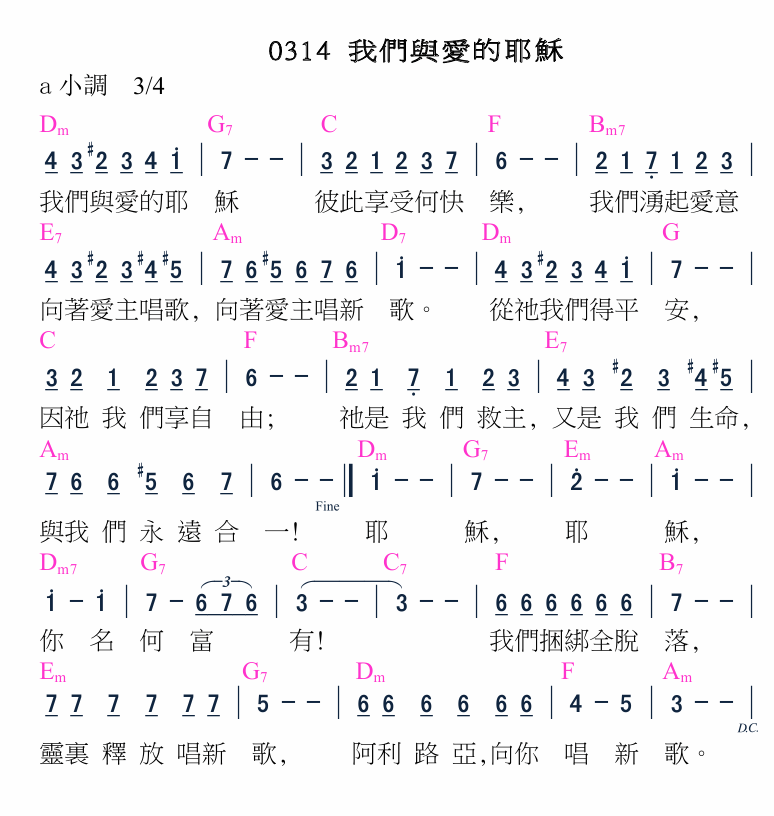 0314 我們與愛的耶穌
a 小調 3/4
Dm G7 C F Bm7
4 3 #2 3 4 i | 7 - - | 3 2 1 2 3 7 | 6 - - | 2 1 7 1 2 3 |
我們與愛的耶 穌 彼此享受何快 樂, 我們湧起愛意
E7 Am D7 Dm G
4 3 #2 3 #4 #5 | 7 6 #5 6 7 6 | i - - | 4 3 #2 3 4 i | 7 - - |
向著愛主唱歌, 向著愛主唱新 歌。 從祂我們得平 安,
C F Bm7 E7
3 2 1 2 3 7 | 6 - - | 2 1 7 1 2 3 | 4 3 #2 3 #4 #5 |
因祂 我 們享自 由; 祂是 我 們 救主, 又是 我 們 生命,
Am Dm G7 Em Am
7 6 6 #5 6 7 | 6 - - ‖ i - - | 7 - - | 2 - - | i - - |
Fine
與我 們 永 遠 合 一! 耶 穌, 耶 穌,
Dm7 G7 C C7 F B7
i - i | 7 - 6 7 6 | 3 - - | 3 - - | 6 6 6 6 6 6 | 7 - - |
3
你 名 何 富 有! 我們捆綁全脫 落,
Em G7 Dm F Am
7 7 7 7 7 7 | 5 - - | 6 6 6 6 6 6 | 4 - 5 | 3 - - |
D.C.
靈裏 釋 放 唱新 歌, 阿利 路 亞,向你 唱 新 歌。